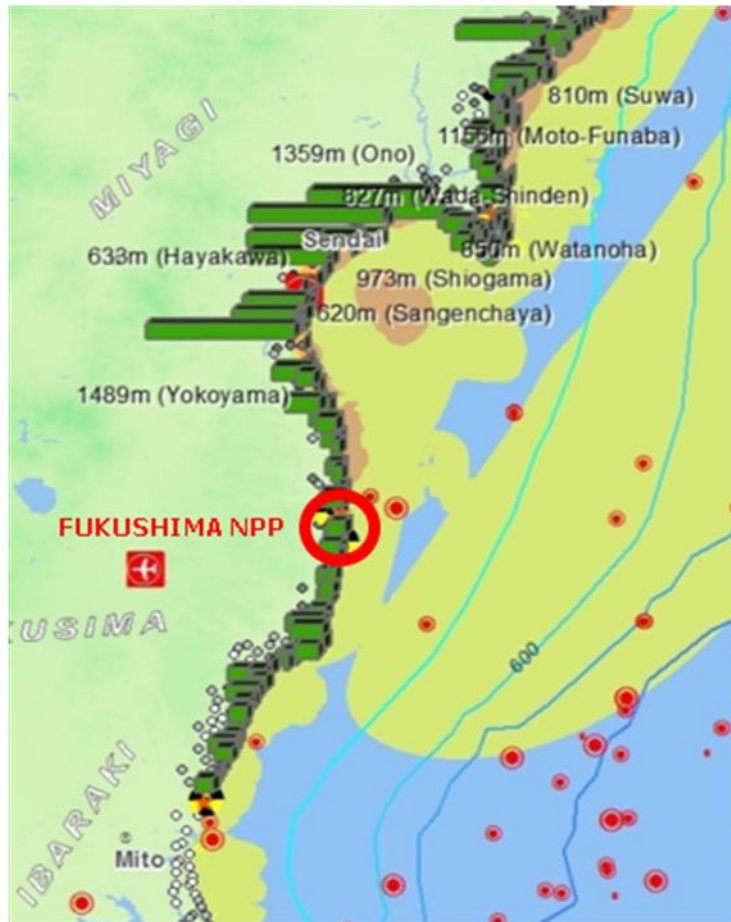 810m (Suwa)
MIYAGI
1156m (Moto-Funaba)
1359m (Ono)
827m (Wada-Shinden)
Sendai
850m (Watanoha)
633m (Hayakawa)
973m (Shiogama)
620m (Sangenchaya)
1489m (Yokoyama)
FUKUSHIMA NPP
KUSIMA
600
IBARAKI
Mito